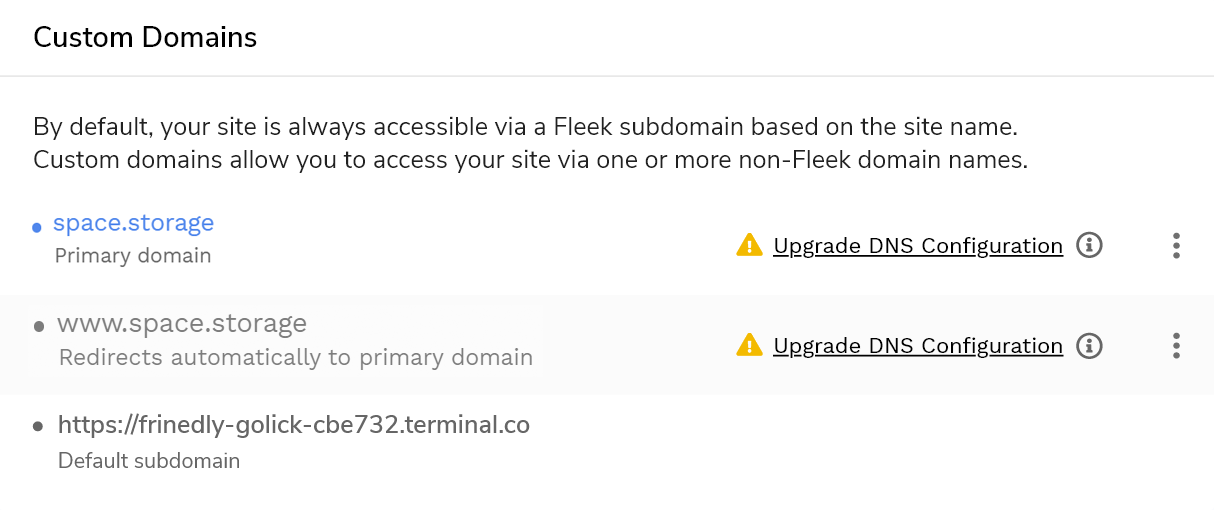 Custom Domains
By default, your site is always accessible via a Fleek subdomain based on the site name.
Custom domains allow you to access your site via one or more non-Fleek domain names.
space.storage
Primary domain
Upgrade DNS Configuration
www.space.storage
Redirects automatically to primary domain
Upgrade DNS Configuration
https://frinedly-golick-cbe732.terminal.co
Default subdomain